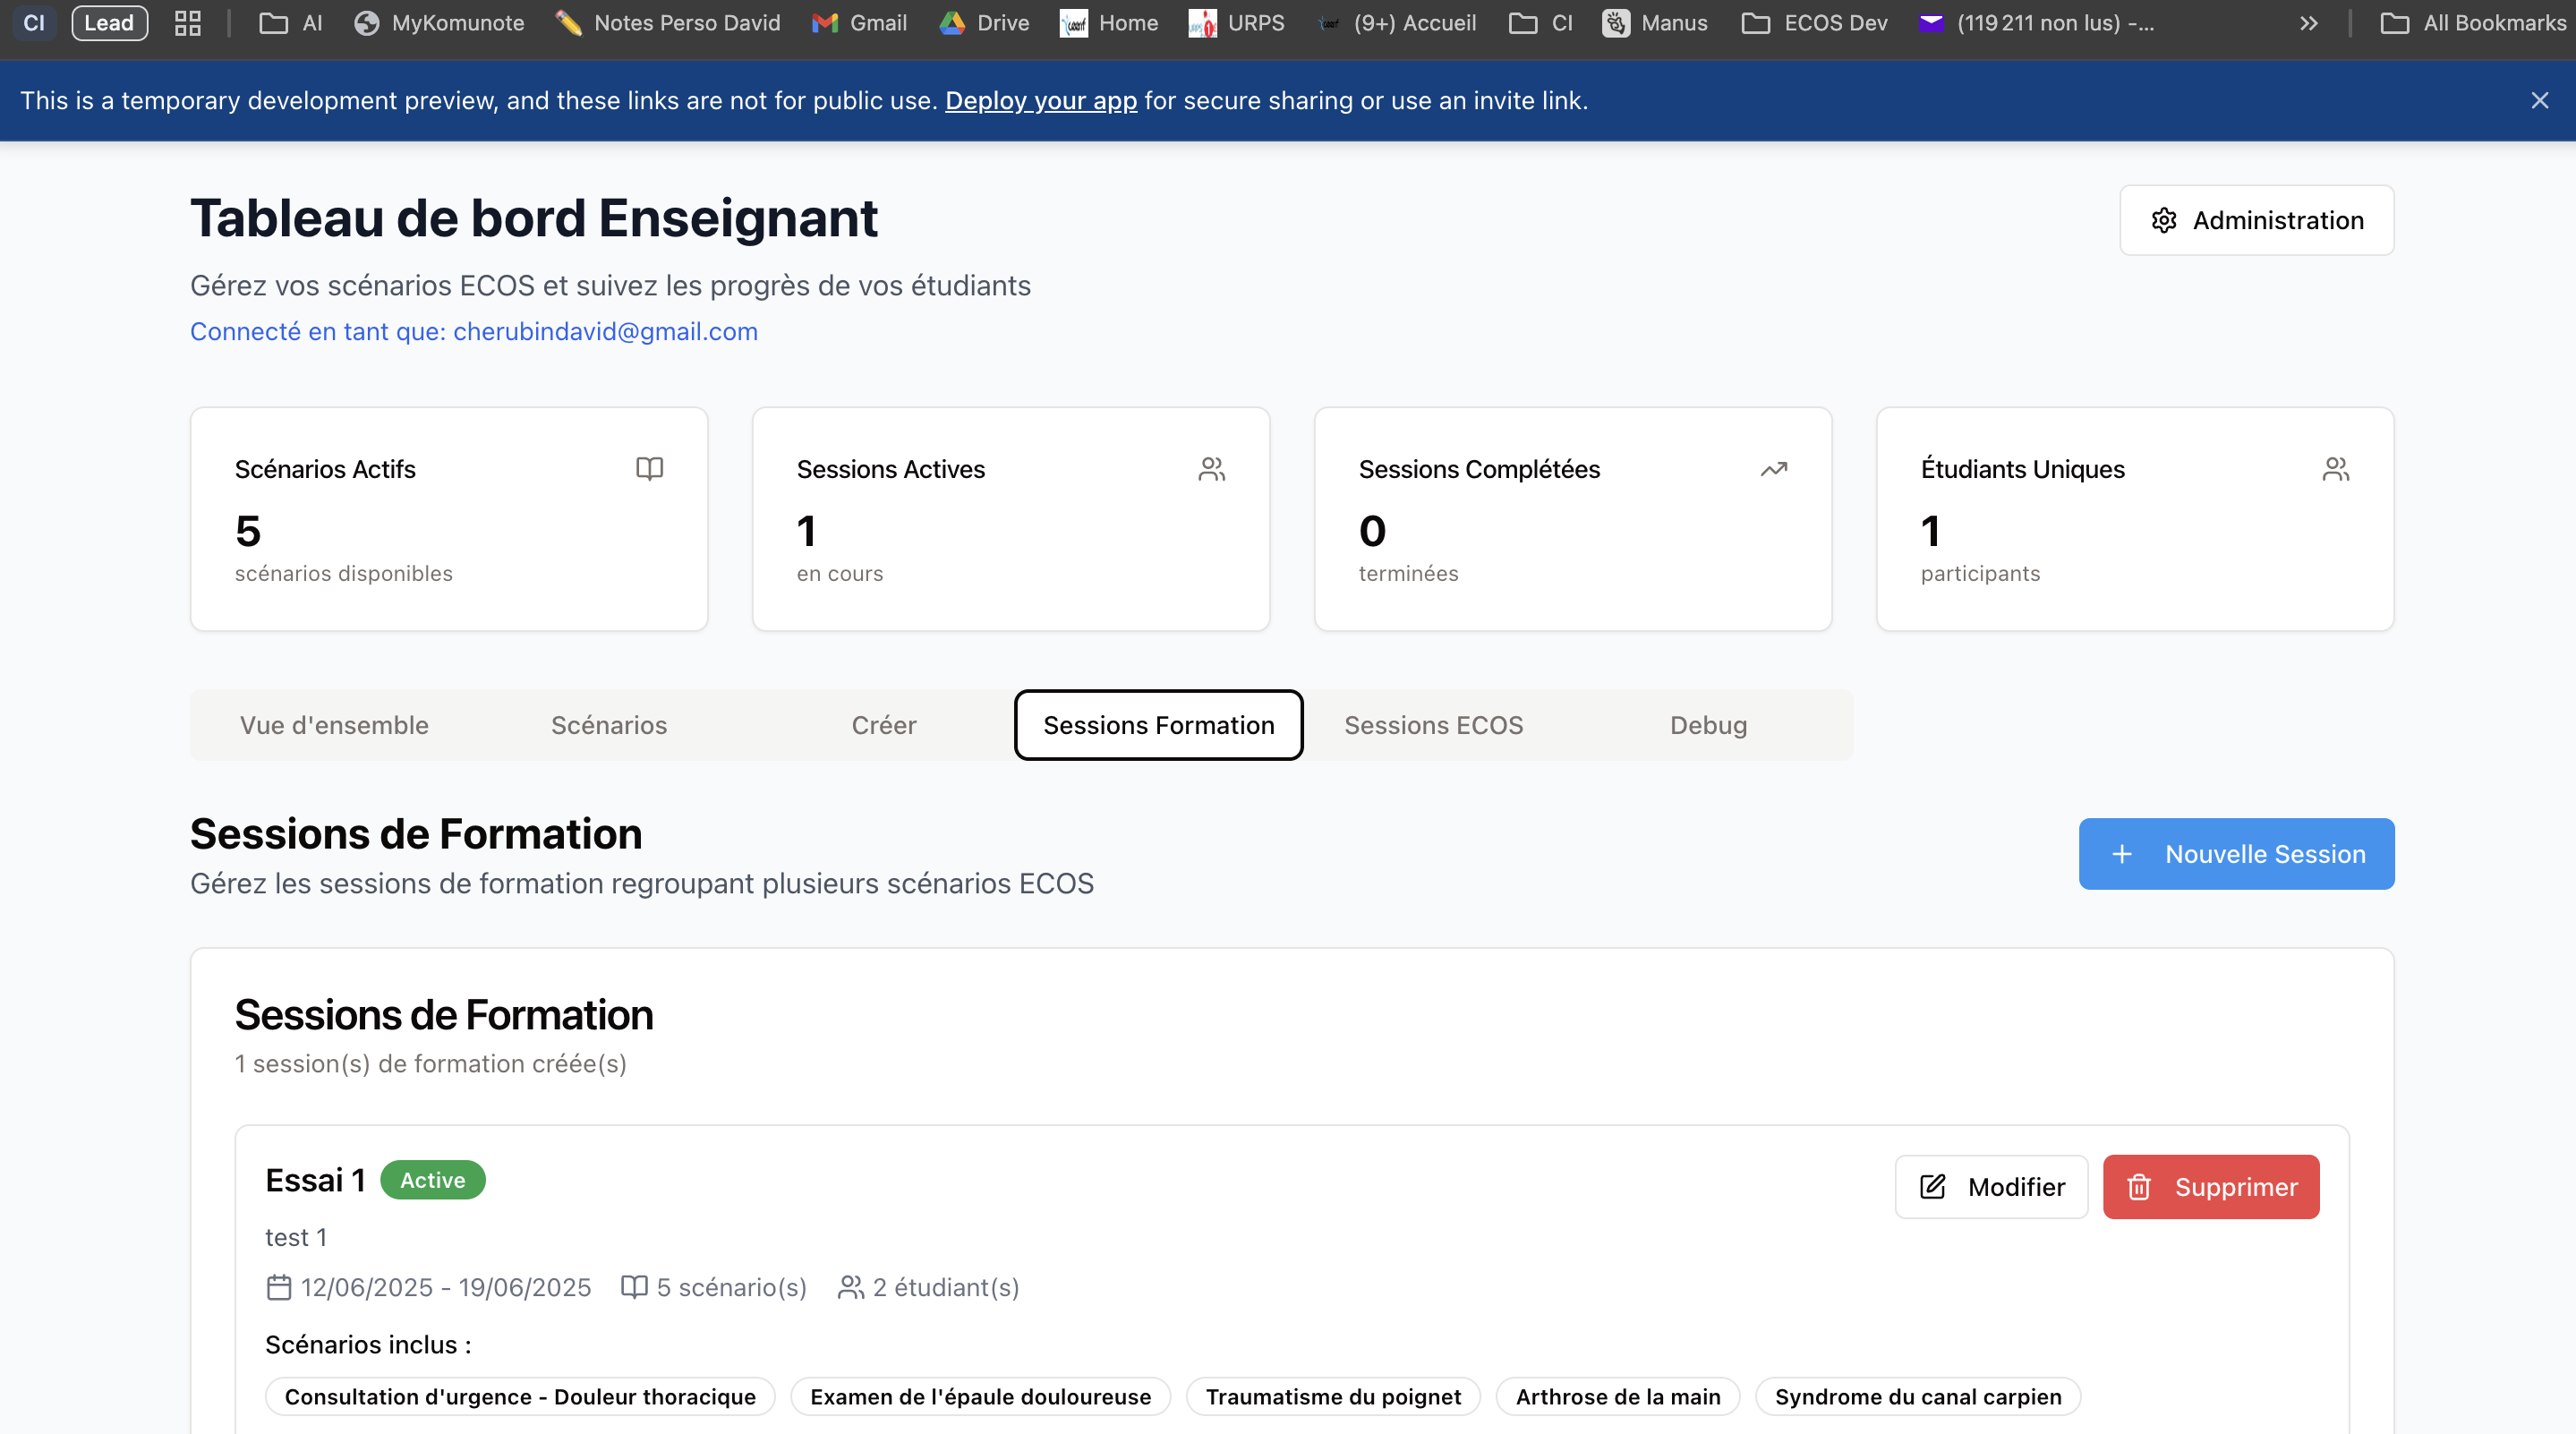 CI Lead AI MyKomunote Notes Perso David Gmail Drive Home URPS (9+) Accueil CI Manus ECOS Dev (119 211 non lus) -... » All Bookmarks
This is a temporary development preview, and these links are not for public use. Deploy your app for secure sharing or use an invite link.
Tableau de bord Enseignant
Administration
Gérez vos scénarios ECOS et suivez les progrès de vos étudiants
Connecté en tant que: cherubindavid@gmail.com
Scénarios Actifs
5
scénarios disponibles
Sessions Actives
1
en cours
Sessions Complétées
0
terminées
Étudiants Uniques
1
participants
Vue d'ensemble Scénarios Créer Sessions Formation Sessions ECOS Debug
Sessions de Formation
Gérez les sessions de formation regroupant plusieurs scénarios ECOS
+ Nouvelle Session
Sessions de Formation
1 session(s) de formation créée(s)
Essai 1 Active
Modifier Supprimer
test 1
12/06/2025 - 19/06/2025 5 scénario(s) 2 étudiant(s)
Scénarios inclus :
Consultation d'urgence - Douleur thoracique Examen de l'épaule douloureuse Traumatisme du poignet Arthrose de la main Syndrome du canal carpien